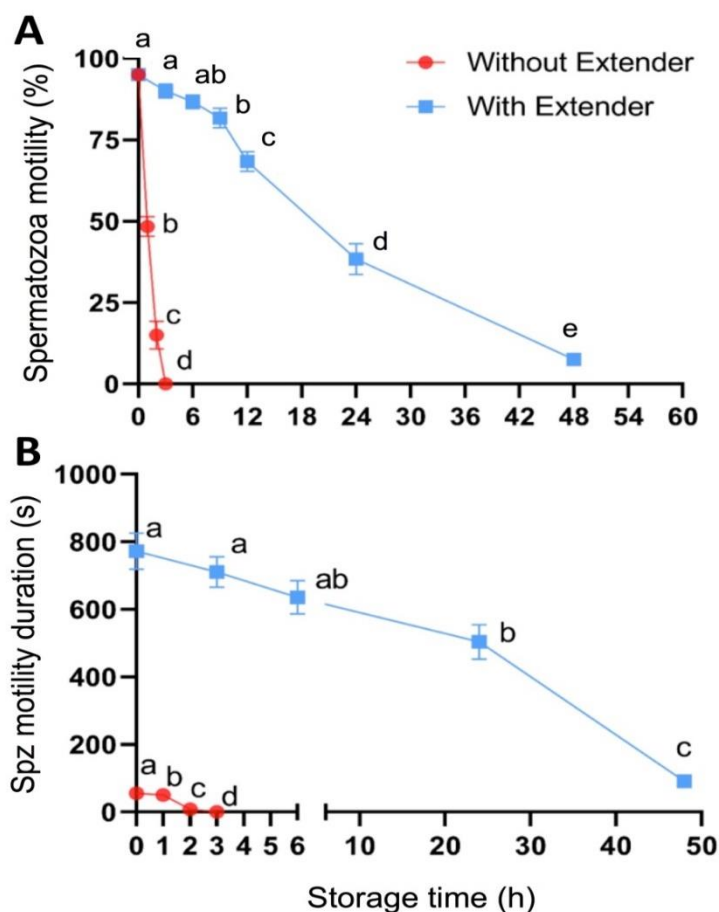 A
Spermatozoa motility (%)
100
75
50
25
0
a
a
ab
b
c
d
e
b
c
d
Without Extender
With Extender
0 6 12 18 24 30 36 42 48 54 60
B
Spz motility duration (s)
1000
800
600
400
200
0
a
a
ab
b
c
a
b
c
d
0 1 2 3 4 5 6 10 20 30 40 50
Storage time (h)